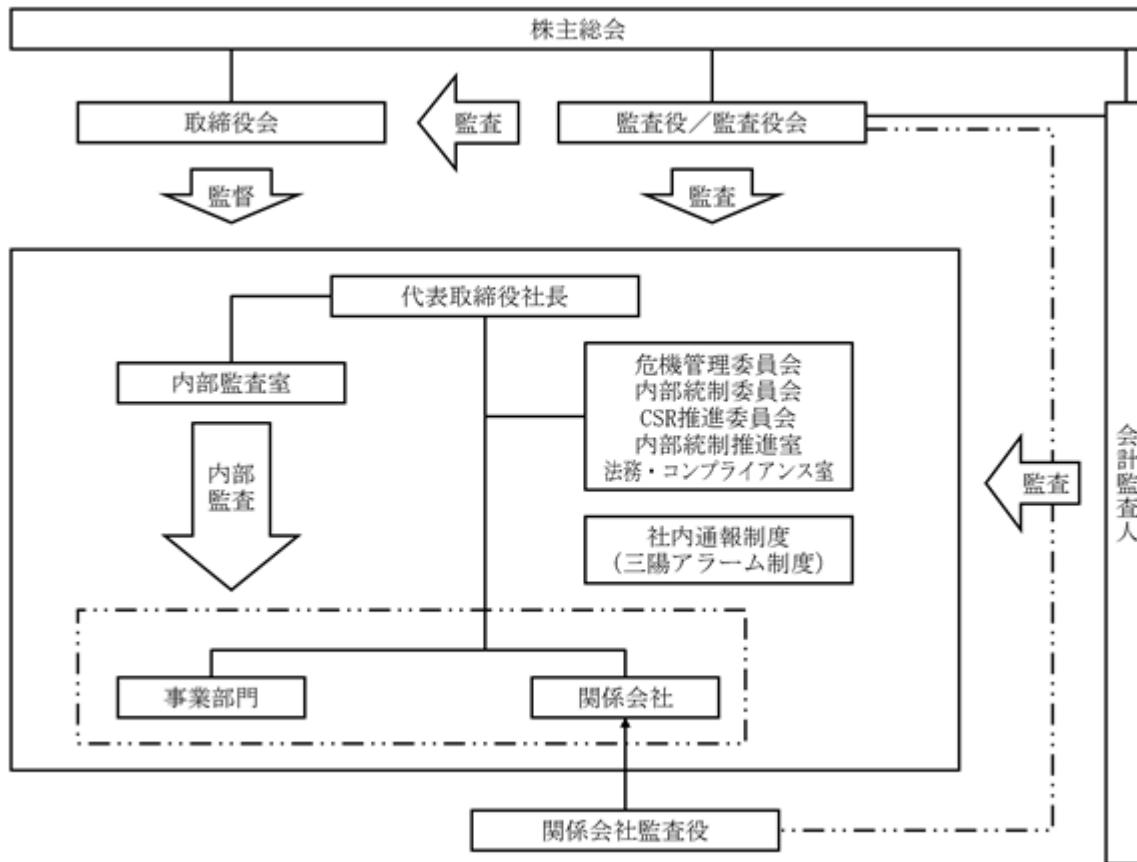 株主総会
取締役会
監査
監査役／監査役会
監督
監査
代表取締役社長
内部監査室
危機管理委員会
内部統制委員会
CSR推進委員会
内部統制推進室
法務・コンプライアンス室
内部
監査
監査
会計監査人
社内通報制度
(三陽アラーム制度)
事業部門
関係会社
関係会社監査役